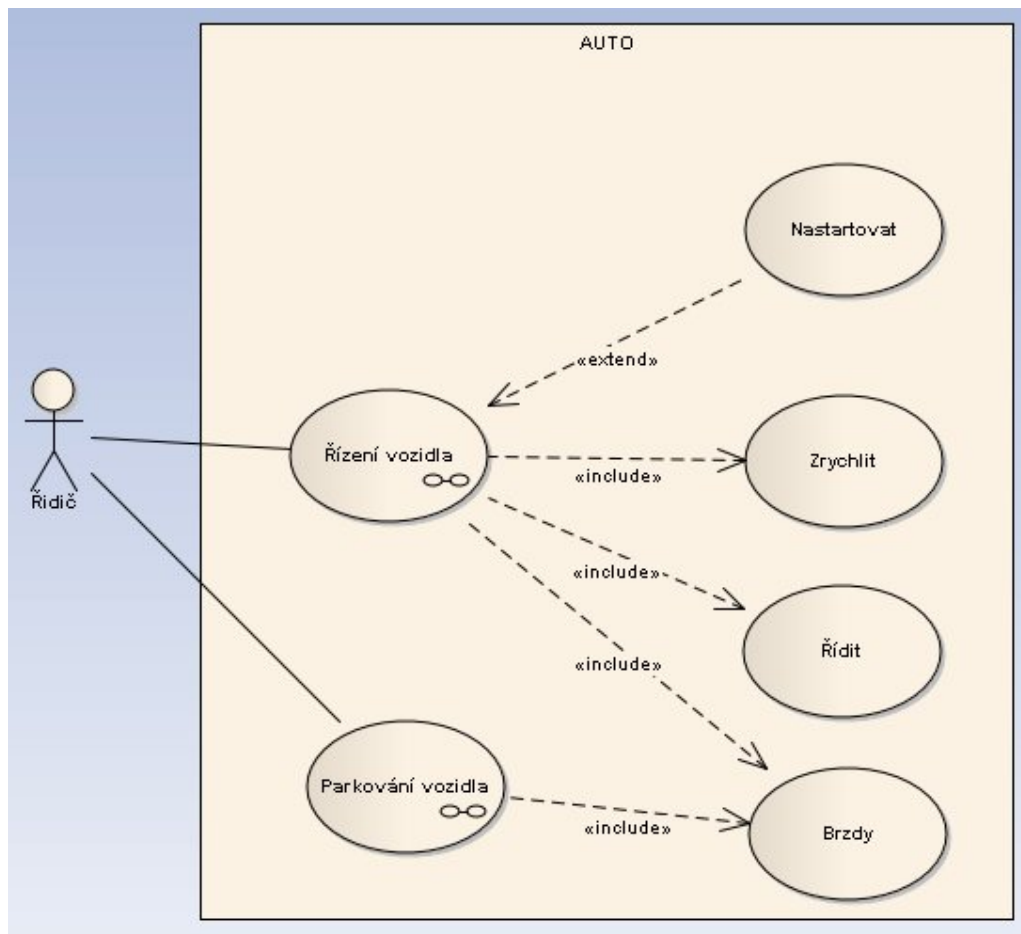 AUTO
Nastartovat
«extend»
Řízení vozidla
Zrychlit
«include»
Řidič
«include»
Řídit
«include»
Parkování vozidla
«include»
Brzdy